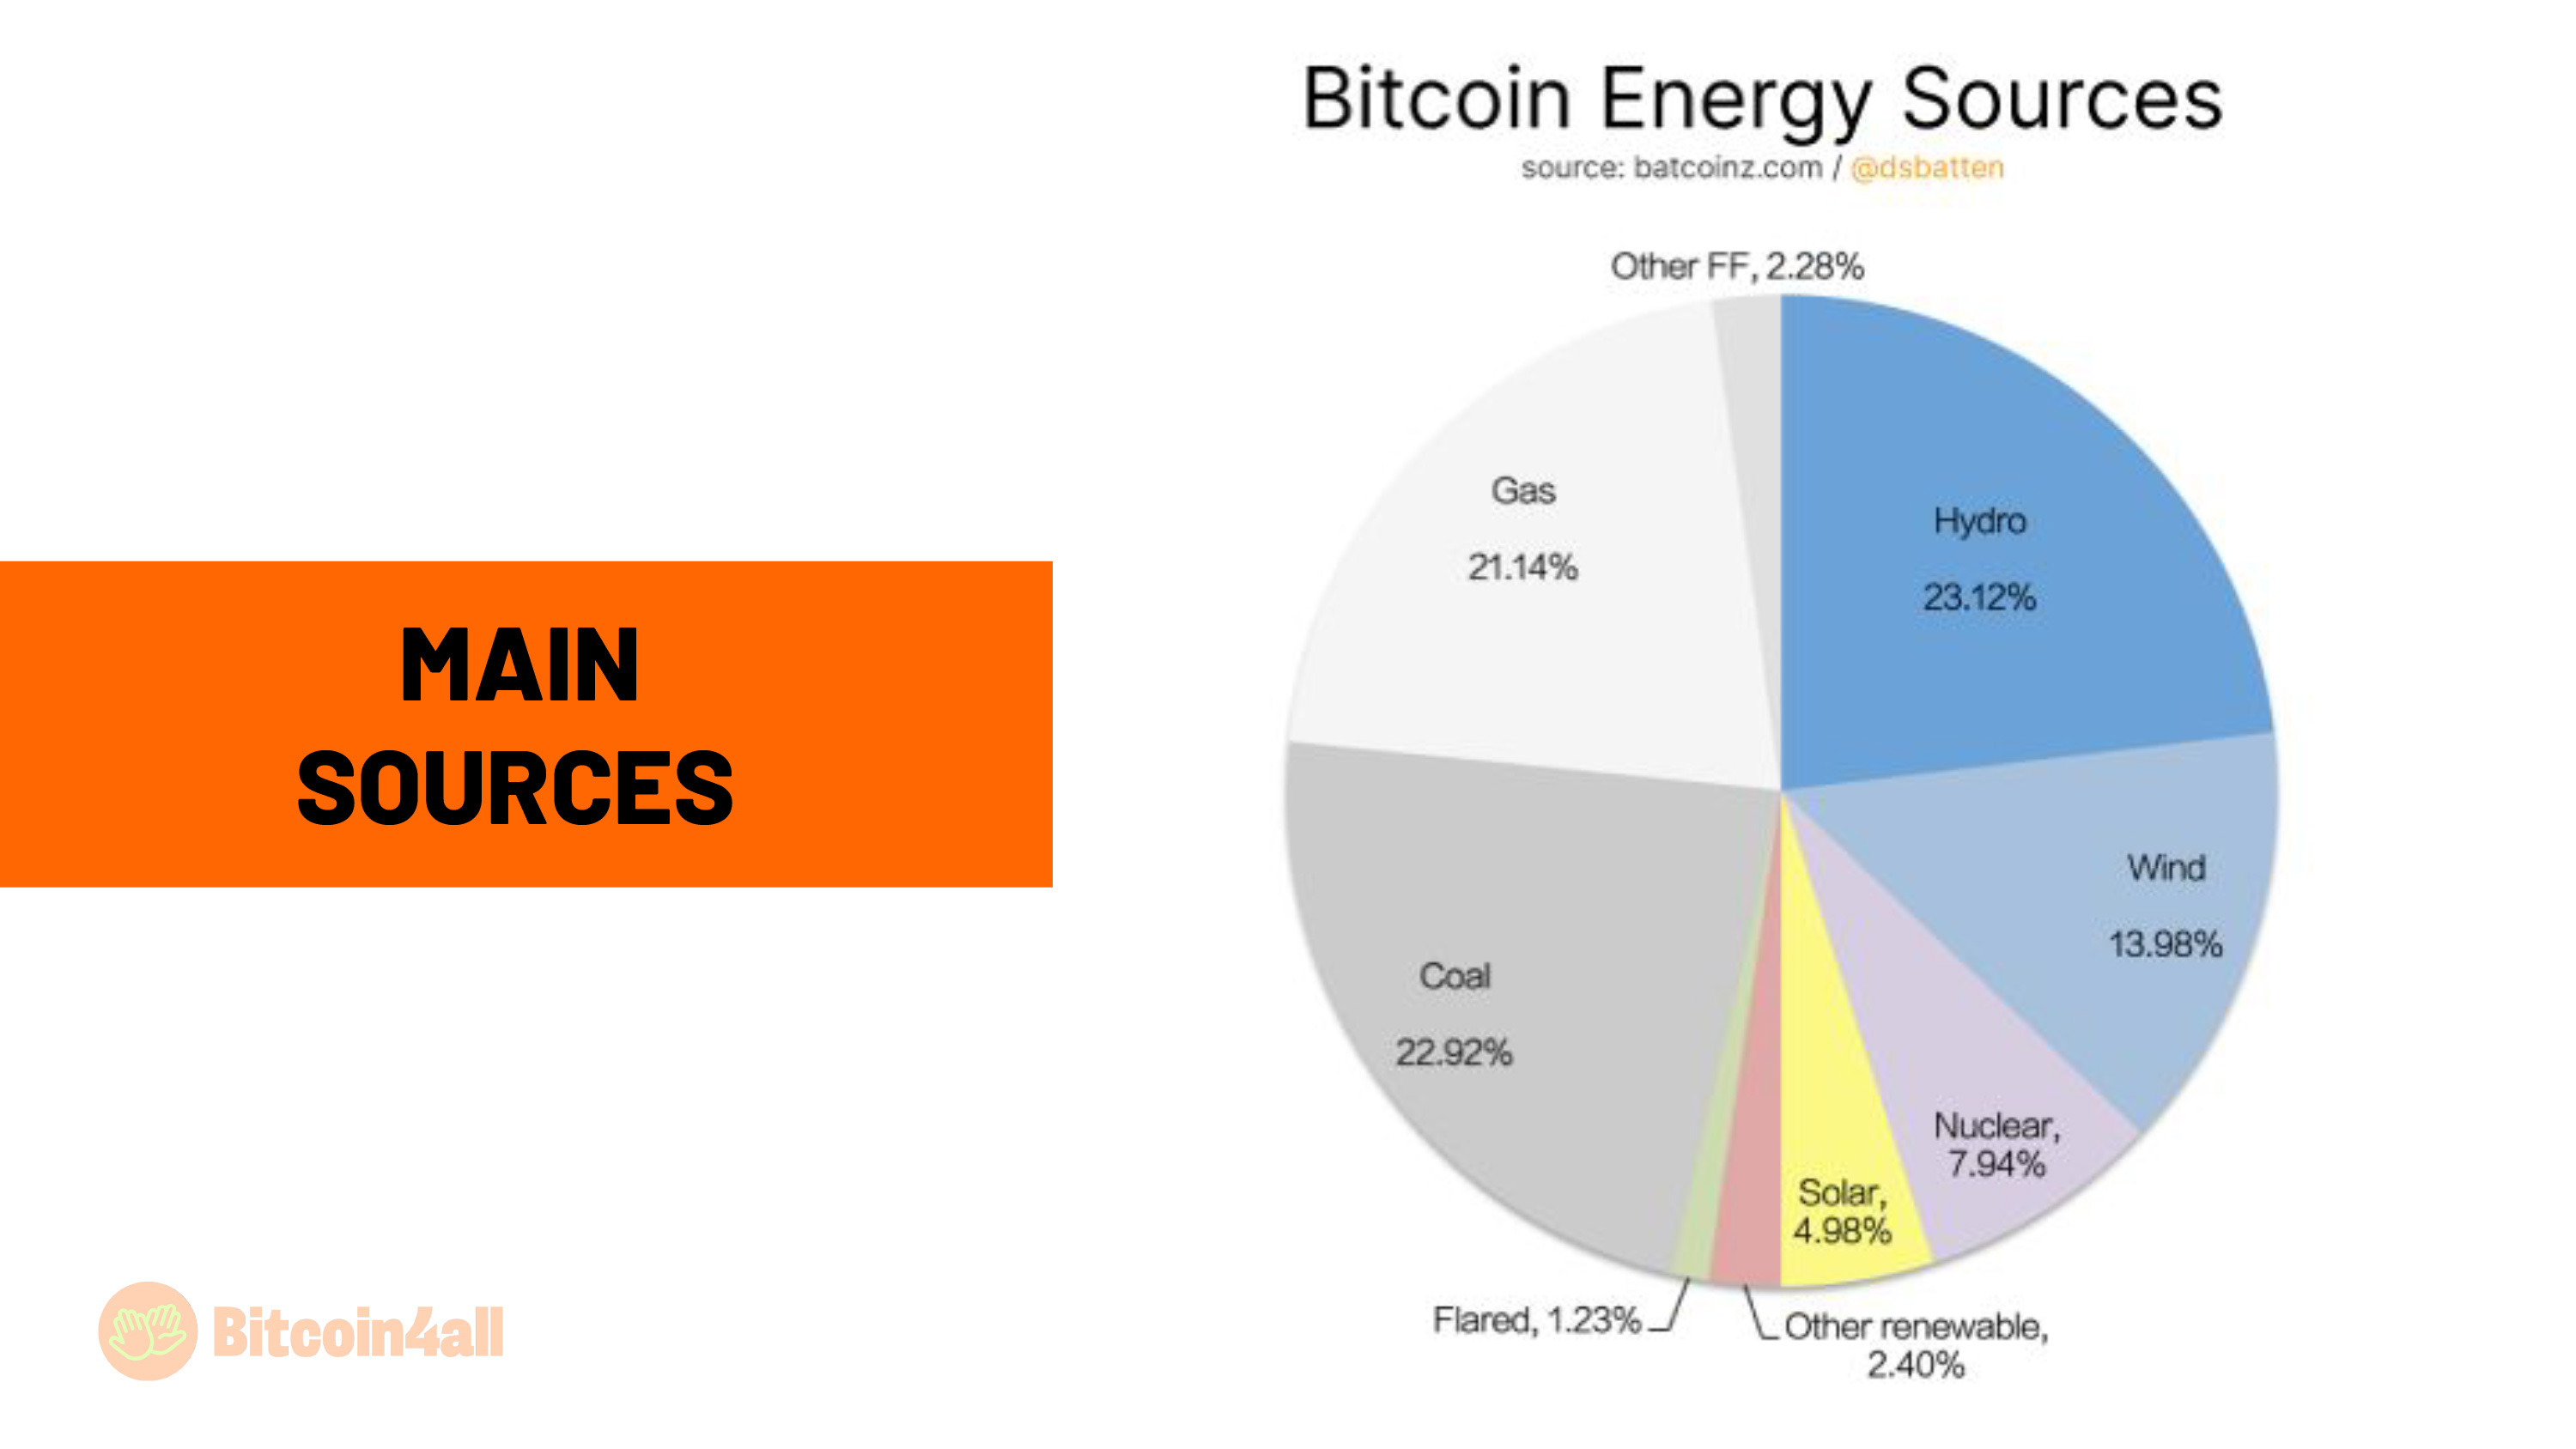 MAIN
SOURCES
Bitcoin4all
Bitcoin Energy Sources
source: batcoinz.com / @dsbatten
Other FF, 2.28%
Gas
21.14%
Hydro
23.12%
Wind
13.98%
Coal
22.92%
Nuclear,
7.94%
Solar,
4.98%
Flared, 1.23%
Other renewable,
2.40%